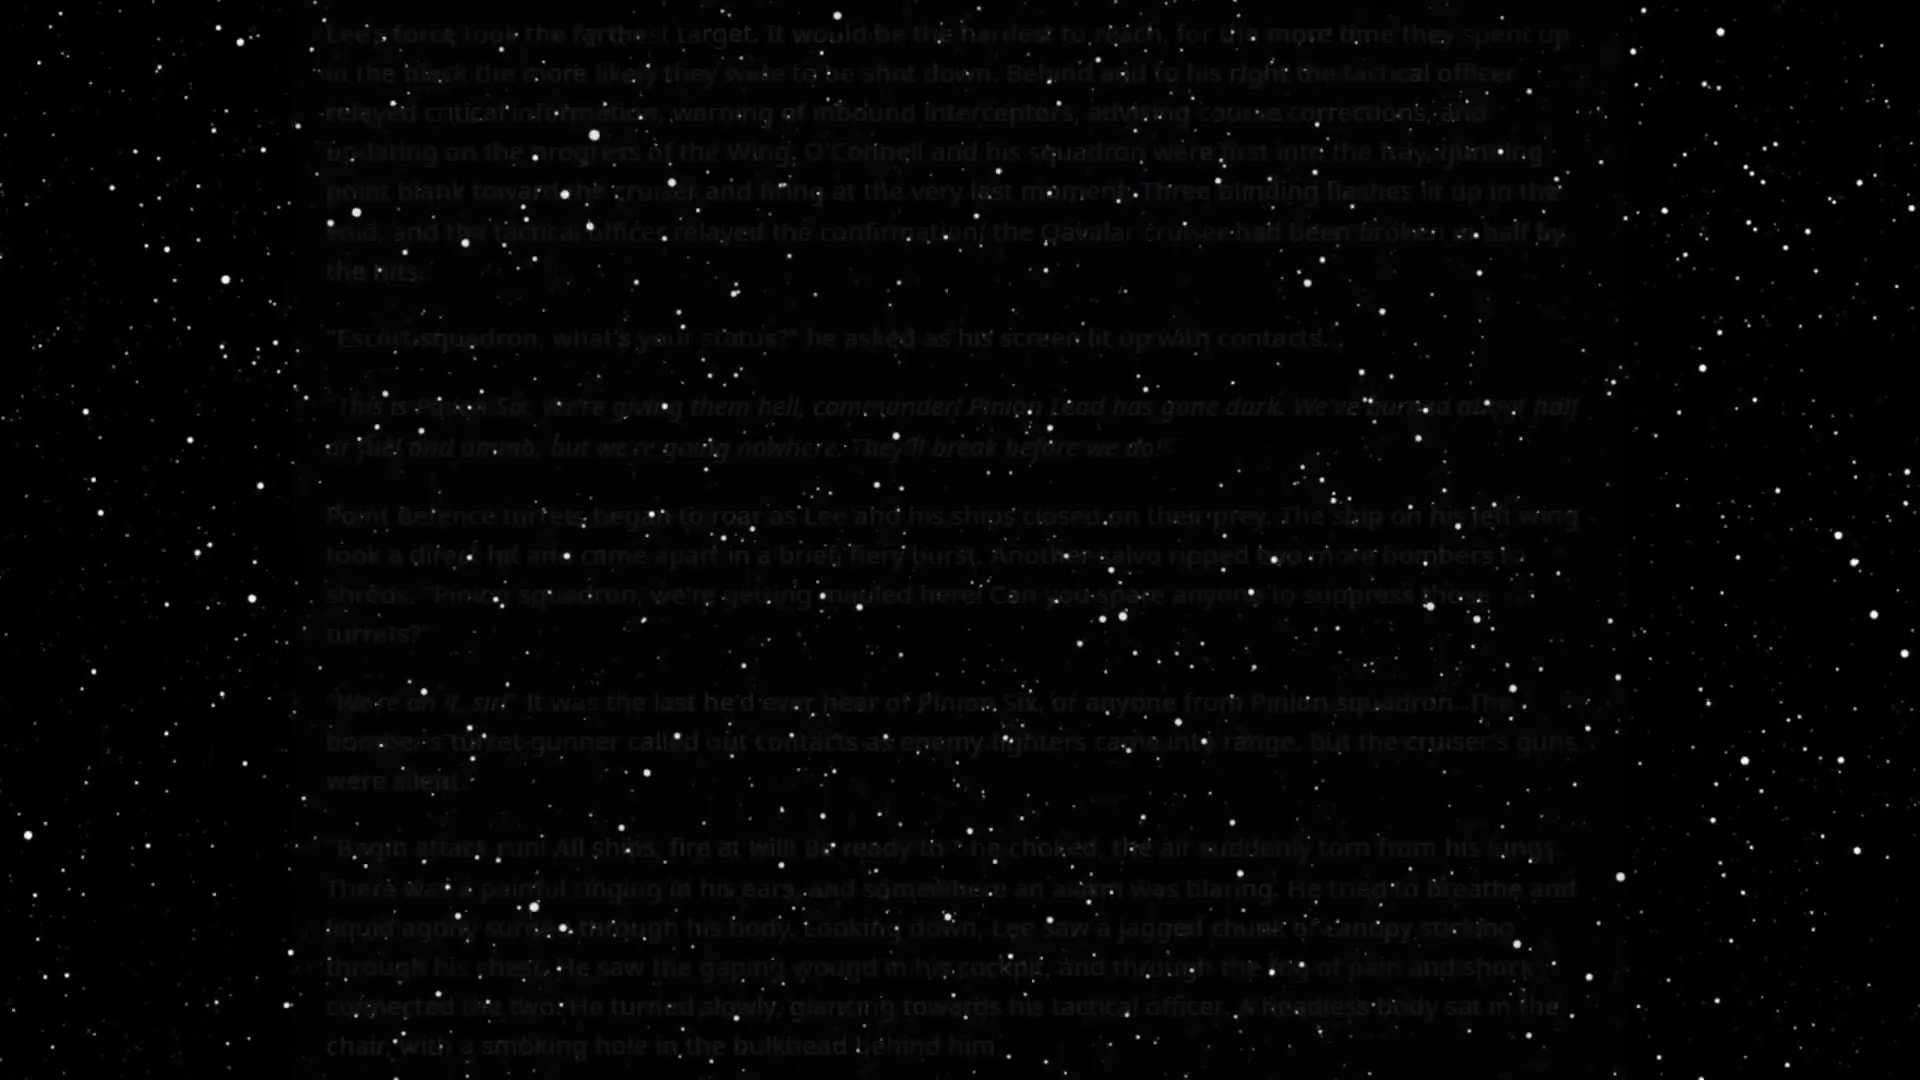 Lee's force took the farthest target. It would be the hardest to reach, for the more time they spent up
in the black the more likely they were to be shot down. Behind and to his right the tactical officer
relayed critical information, warning of inbound interceptors, advising course corrections, and
updating on the progress of the Wing. O'Connell and his squadron were first into the fray, gunning
point blank toward the cruiser and firing at the very last moment. Three blinding flashes lit up in the
void, and the tactical officer relayed the confirmation; the Qavalar cruiser had been broken in half by
the hits.
"Escort squadron, what's your status?" he asked as his screen lit up with contacts.
"This is Pinion Six. We're giving them hell, commander! Pinion Lead has gone dark. We've burned about half
or fuel and ammo, but we're going nowhere. They'll break before we do!"
Point defence turrets began to roar as Lee and his ships closed on their prey. The ship on his left wing
took a direct hit and came apart in a brief, fiery burst. Another salvo ripped two more bombers to
shreds. "Pinion squadron, we're getting mauled here! Can you spare anyone to suppress those
turrets?"
"We're on it, sir!" It was the last he'd ever hear of Pinion Six, or anyone from Pinion squadron. The
bomber's turret-gunner called out contacts as enemy fighters came into range, but the cruiser's guns
were silent.
"Begin attack run! All ships, fire at will! Be ready to-" he choked, the air suddenly torn from his lungs.
There was a painful ringing in his ears, and somewhere an alarm was blaring. He tried to breathe and
liquid agony surged through his body. Looking down, Lee saw a jagged chunk of canopy sticking
through his chest. He saw the gaping wound in his cockpit, and through the fog of pain and shock
connected the two. He turned slowly, glancing towards his tactical officer. A headless body sat in the
chair, with a smoking hole in the bulkhead behind him